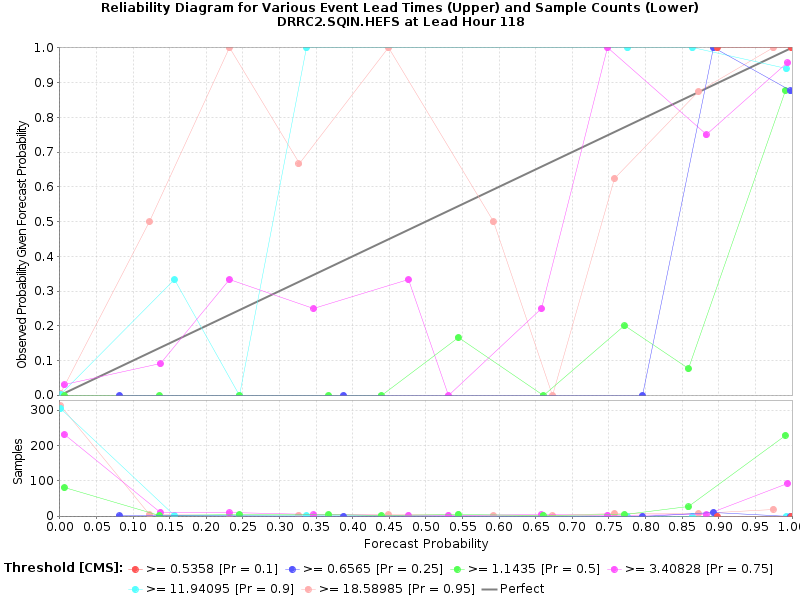 Reliability Diagram for Various Event Lead Times (Upper) and Sample Counts (Lower)
DRRC2.SQIN.HEFS at Lead Hour 118
Observed Probability Given Forecast Probability
1.0
0.9
0.8
0.7
0.6
0.5
0.4
0.3
0.2
0.1
0.0
Samples
300
200
100
0
0.00 0.05 0.10 0.15 0.20 0.25 0.30 0.35 0.40 0.45 0.50 0.55 0.60 0.65 0.70 0.75 0.80 0.85 0.90 0.95 1.00
Forecast Probability
Threshold [CMS]: >= 0.5358 [Pr = 0.1] >= 0.6565 [Pr = 0.25] >= 1.1435 [Pr = 0.5] >= 3.40828 [Pr = 0.75]
>= 11.94095 [Pr = 0.9] >= 18.58985 [Pr = 0.95] Perfect